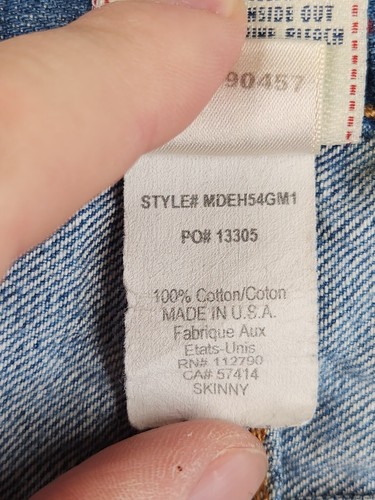 INSIDE OUT
90457
STYLE# MDEH54GM1
PO# 13305
100% Cotton/Coton
MADE IN U.S.A.
Fabrique Aux
Etats-Unis
RN# 112790
CA# 57414
SKINNY